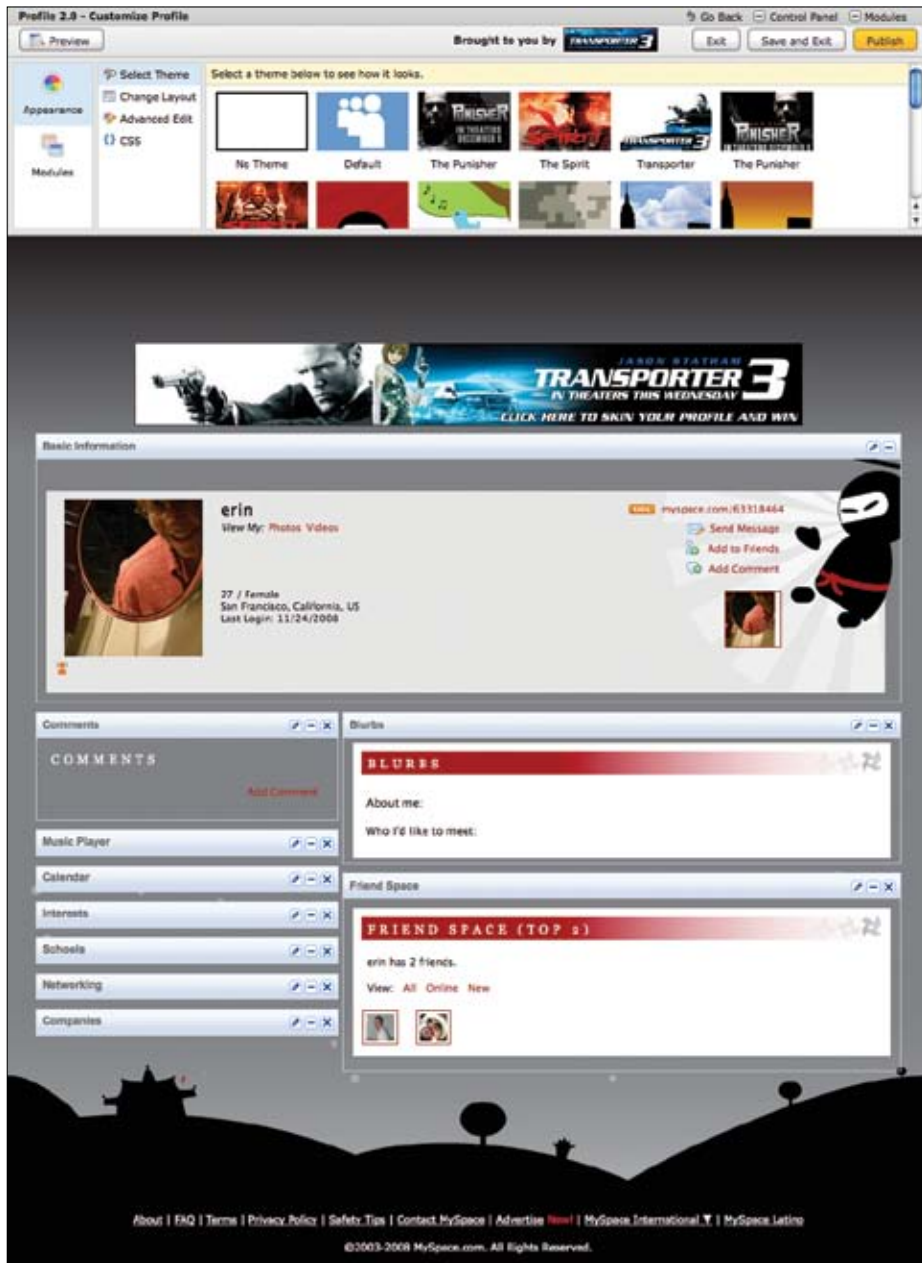 Profile 2.0 - Customize Profile
Go Back Control Panel Modules
Preview
Brought to you by TRANSPORTER 3
Exit Save and Exit Publish
Appearance
Modules
Select Theme
Change Layout
Advanced Edit
CSS
Select a theme below to see how it looks.
No Theme Default The Punisher The Spirit Transporter The Punisher
JASON STATHAM
TRANSPORTER 3
IN THEATERS THIS WEDNESDAY
CLICK HERE TO SKIN YOUR PROFILE AND WIN
Basic Information
erin
View My: Photos Videos
27 / Female
San Francisco, California, US
Last Login: 11/24/2008
myspace.com/63318464
Send Message
Add to Friends
Add Comment
Comments
COMMENTS
Add Comment
Music Player
Calendar
Interests
Schools
Networking
Companies
Blurbs
BLURBS
About me:
Who I'd like to meet:
Friend Space
FRIEND SPACE (TOP 2)
erin has 2 friends.
View: All Online New
About | FAQ | Terms | Privacy Policy | Safety Tips | Contact MySpace | Advertise New! | MySpace International ▼ | MySpace Latino
©2003-2008 MySpace.com. All Rights Reserved.